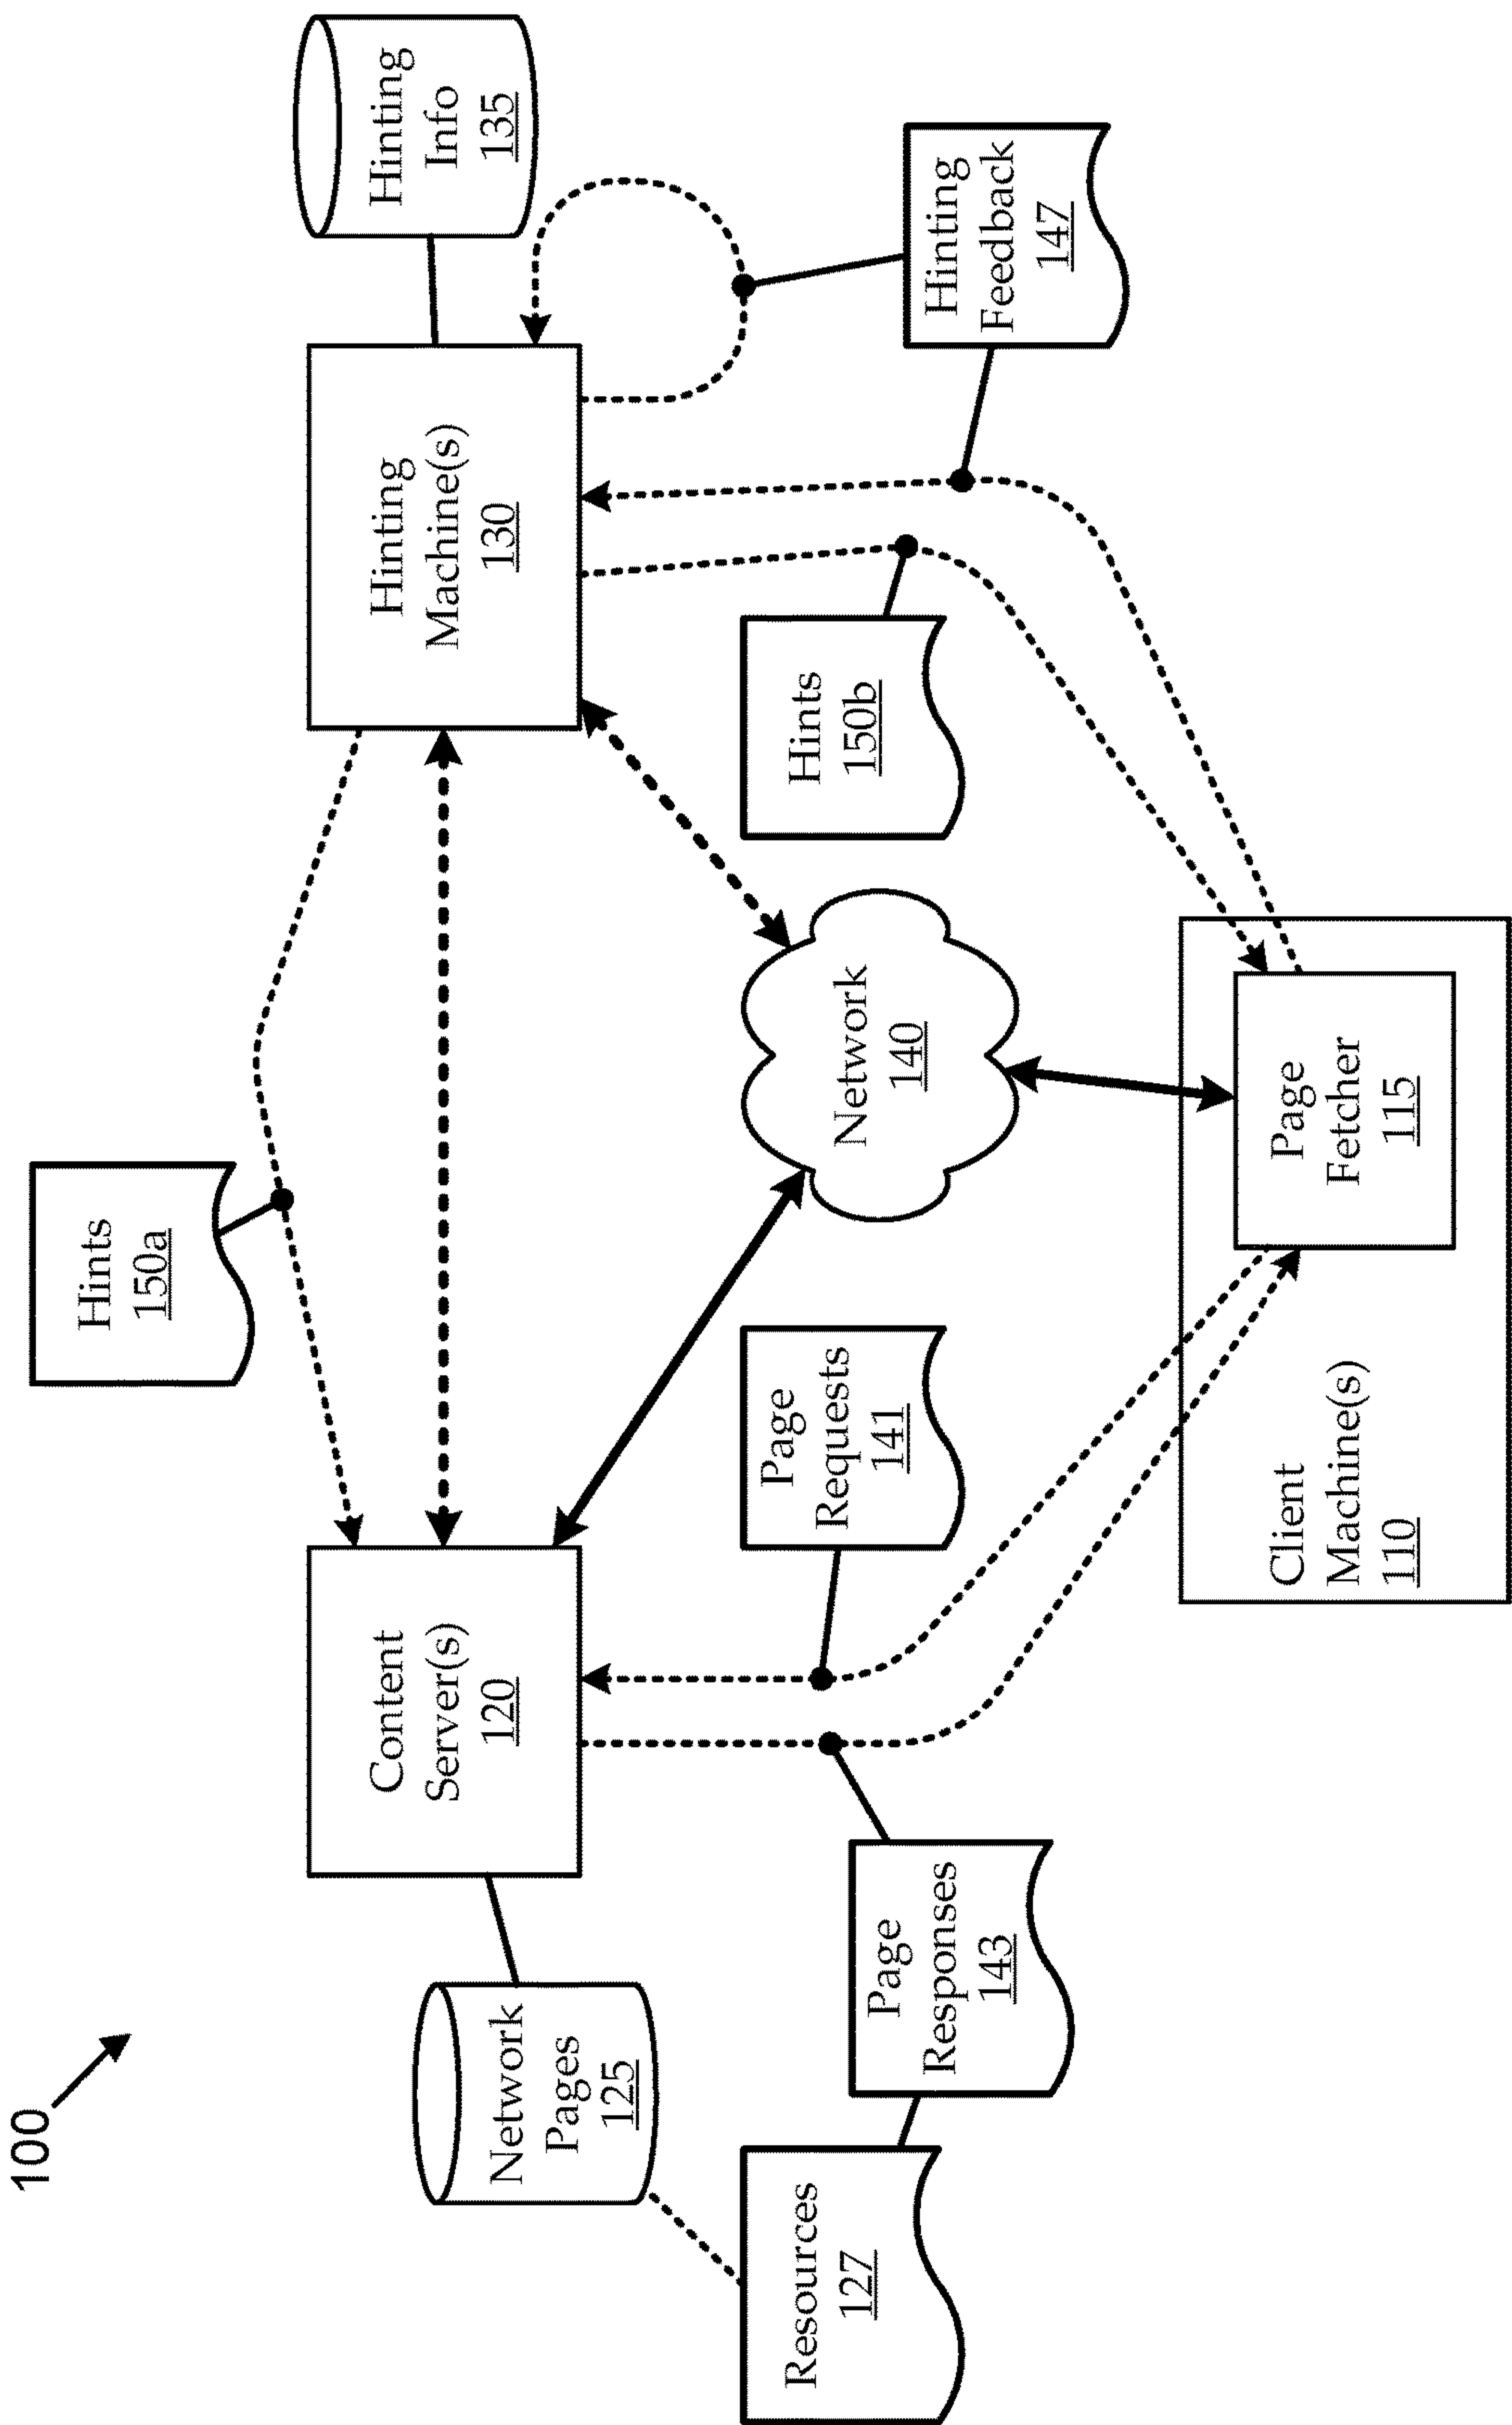 100
Hints
150a
Network
Pages
125
Content
Server(s)
120
Hinting
Machine(s)
130
Hinting
Info
135
Resources
127
Page
Responses
143
Page
Requests
141
Network
140
Hints
150b
Hinting
Feedback
147
Client
Machine(s)
110
Page
Fetcher
115